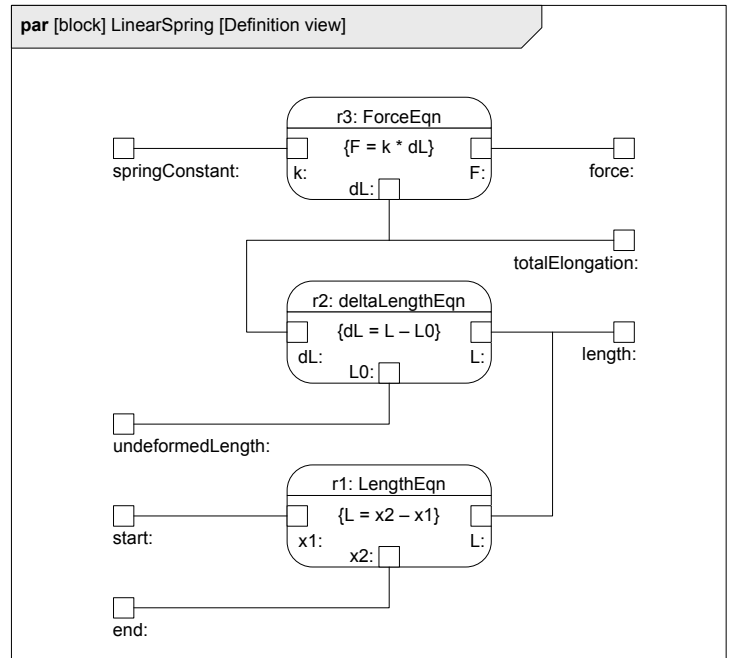 par [block] LinearSpring [Definition view]
r3: ForceEqn
{F = k * dL}
springConstant:
k:
dL:
F:
force:
totalElongation:
r2: deltaLengthEqn
{dL = L – L0}
dL:
L0:
L:
length:
undeformedLength:
r1: LengthEqn
{L = x2 – x1}
start:
x1:
x2:
L:
end: